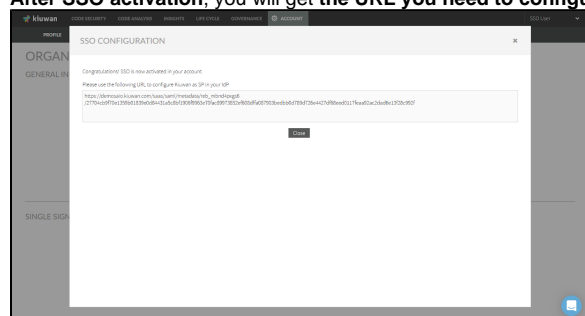 After SSO activation, you will get the URL you need to config
kiuwan CODE SECURITY CODE ANALYSIS INSIGHTS LIFE CYCLE GOVERNANCE ACCOUNT SSO User
PROFILE
SSO CONFIGURATION ×
ORGAN
GENERAL IN
Congratulations! SSO is now activated in your account
Please use the following URL to configure Kiuwan as SP in your IdP
Close
SINGLE SIGN